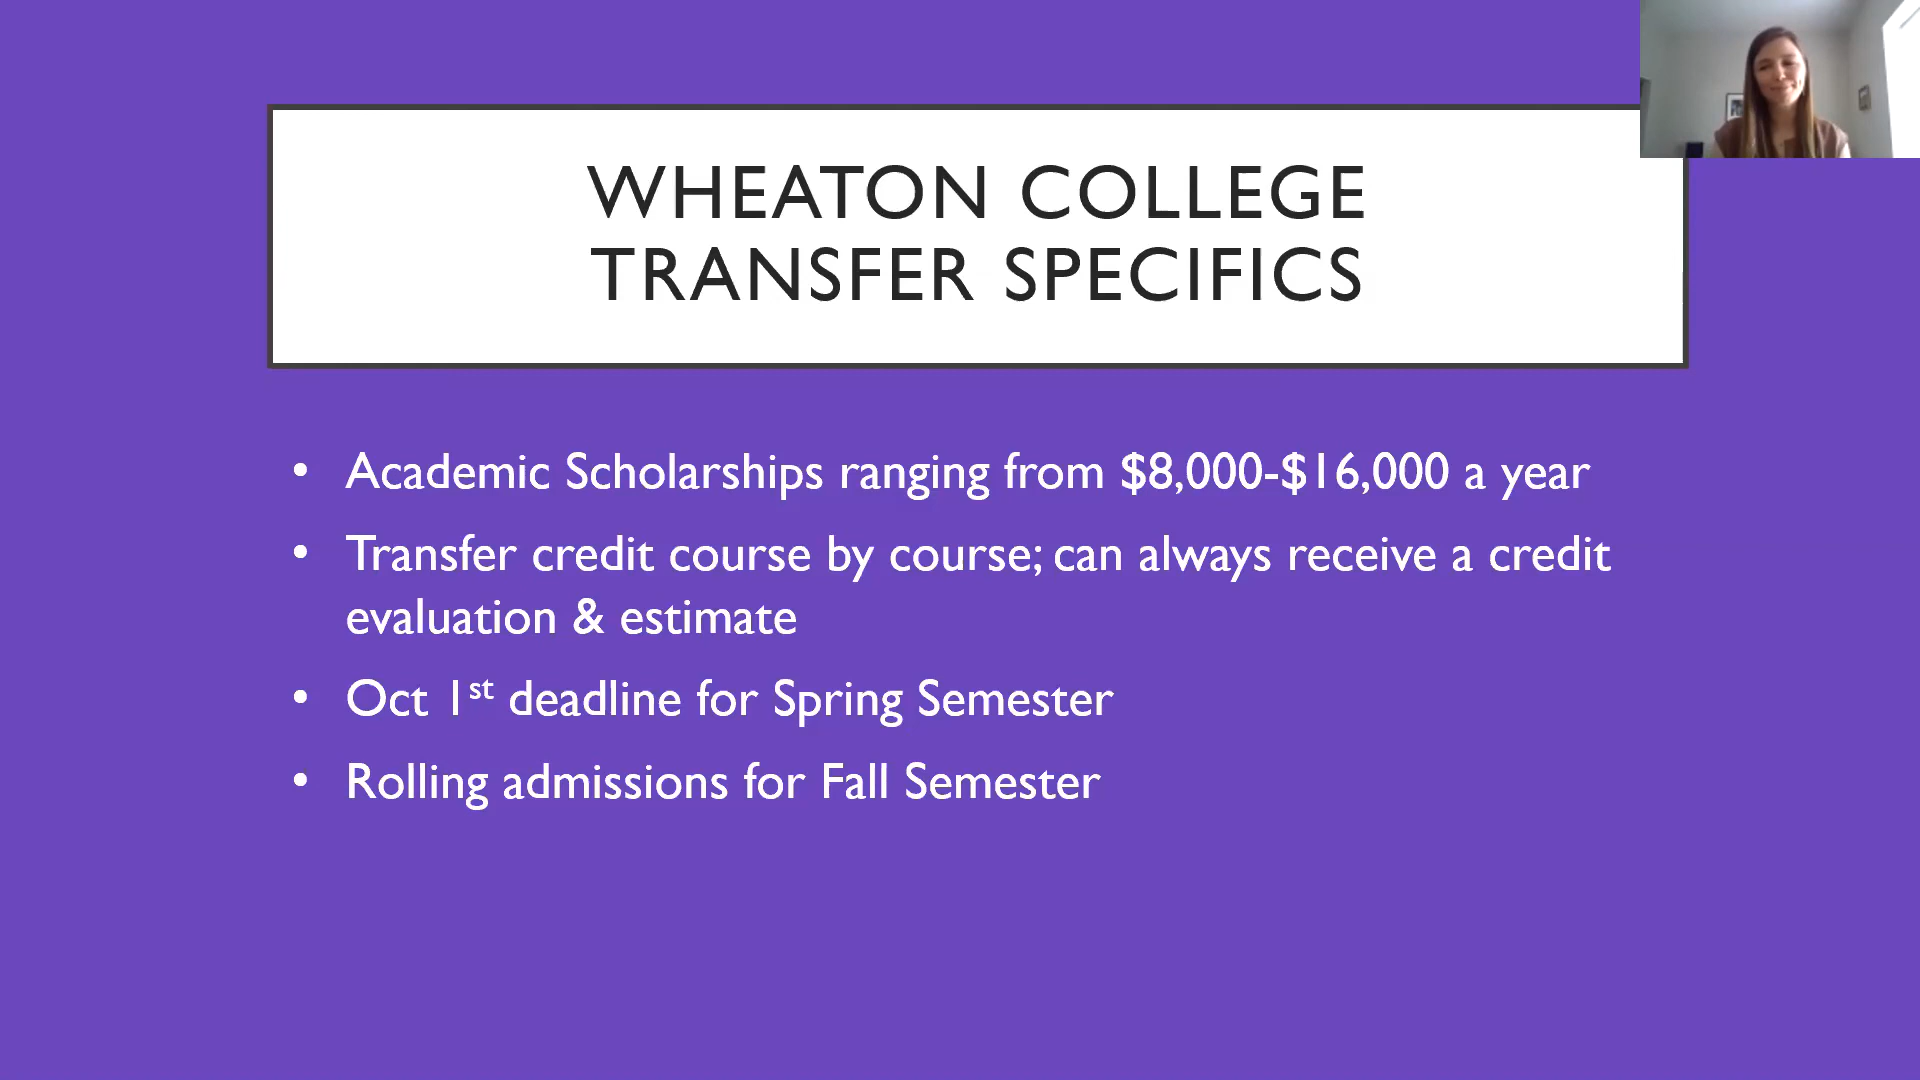 WHEATON COLLEGE
TRANSFER SPECIFICS
• Academic Scholarships ranging from $8,000-$16,000 a year
• Transfer credit course by course; can always receive a credit
evaluation & estimate
• Oct 1st deadline for Spring Semester
• Rolling admissions for Fall Semester